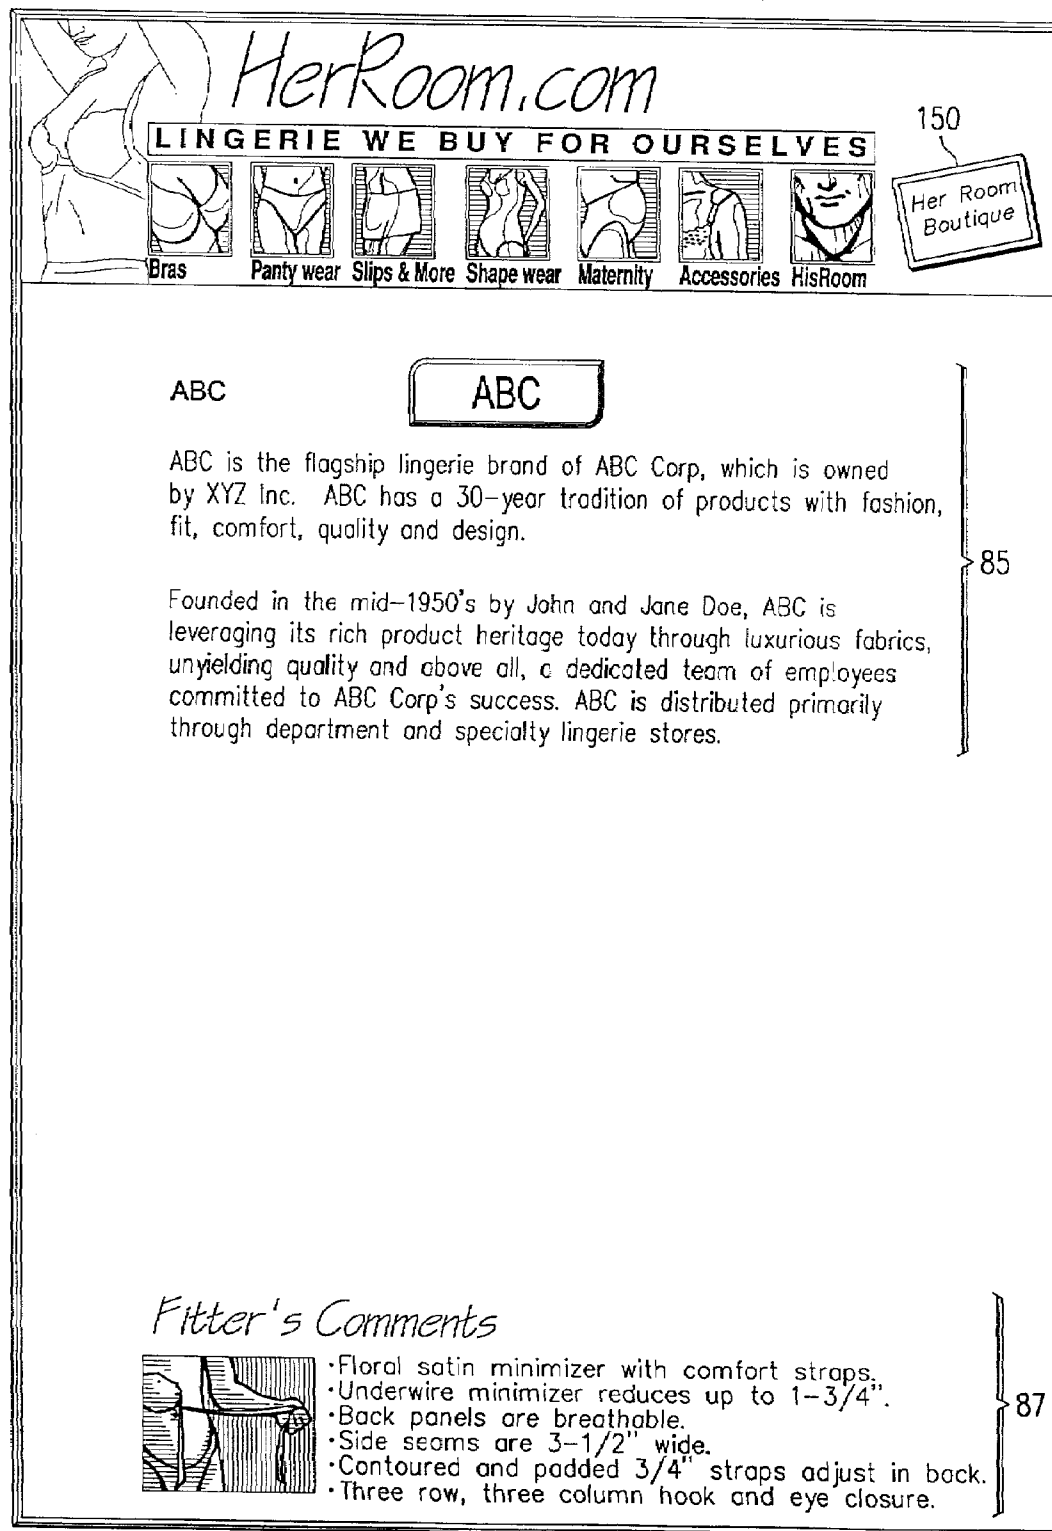 HerRoom.com
LINGERIE WE BUY FOR OURSELVES
150
Her Room
Boutique
Bras Panty wear Slips & More Shape wear Maternity Accessories HisRoom
ABC
ABC
ABC is the flagship lingerie brand of ABC Corp, which is owned
by XYZ Inc. ABC has a 30-year tradition of products with fashion,
fit, comfort, quality and design.
85
Founded in the mid-1950's by John and Jane Doe, ABC is
leveraging its rich product heritage today through luxurious fabrics,
unyielding quality and above all, a dedicated team of employees
committed to ABC Corp's success. ABC is distributed primarily
through department and specialty lingerie stores.
Fitter's Comments
·Floral satin minimizer with comfort straps.
·Underwire minimizer reduces up to 1-3/4".
·Back panels are breathable.
·Side seams are 3-1/2" wide.
·Contoured and padded 3/4" straps adjust in back.
·Three row, three column hook and eye closure.
87